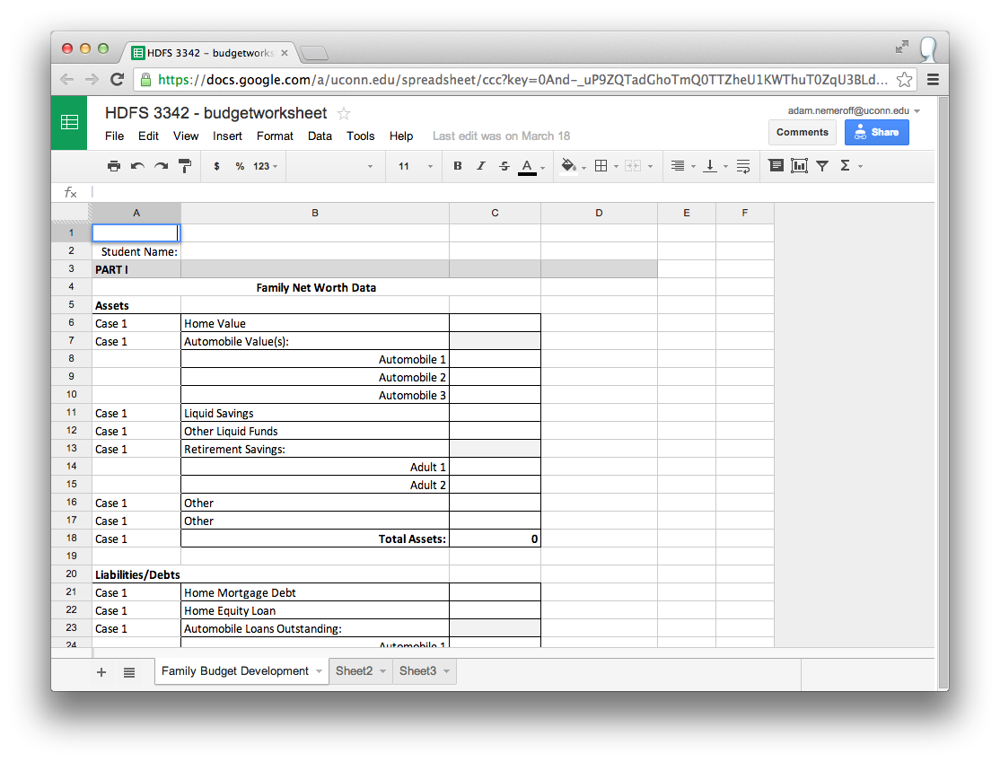 HDFS 3342 - budgetworks
https://docs.google.com/a/uconn.edu/spreadsheet/ccc?key=0And-_uP9ZQTadGhoTmQ0TTZheU1KWThuT0ZqU3BLd...
HDFS 3342 - budgetworksheet
adam.nemeroff@uconn.edu
File Edit View Insert Format Data Tools Help Last edit was on March 18
Comments Share
$ % 123 11 B I S A Σ
fx
A B C D E F
1
2 Student Name:
3 PART I
4 Family Net Worth Data
5 Assets
6 Case 1 Home Value
7 Case 1 Automobile Value(s):
8 Automobile 1
9 Automobile 2
10 Automobile 3
11 Case 1 Liquid Savings
12 Case 1 Other Liquid Funds
13 Case 1 Retirement Savings:
14 Adult 1
15 Adult 2
16 Case 1 Other
17 Case 1 Other
18 Case 1 Total Assets: 0
19
20 Liabilities/Debts
21 Case 1 Home Mortgage Debt
22 Case 1 Home Equity Loan
23 Case 1 Automobile Loans Outstanding:
24 Automobile 1
+ Family Budget Development Sheet2 Sheet3